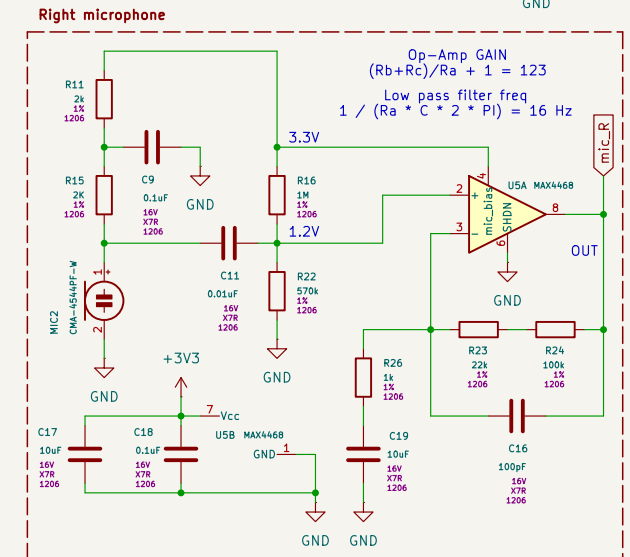 GND
Right microphone
Op-Amp GAIN
(Rb+Rc)/Ra + 1 = 123
Low pass filter freq
1 / (Ra * C * 2 * PI) = 16 Hz
R11
2k
1%
1206
C9
0.1uF
16V
X7R
1206
GND
R15
2K
1%
1206
3.3V
R16
1M
1%
1206
1.2V
C11
0.01uF
16V
X7R
1206
R22
570k
1%
1206
GND
MIC2
CMA-4544PF-W
1
+
2
GND
U5A MAX4468
mic_bias
SHDN
4
2
+
3
-
6
8
GND
mic_R
OUT
R23
22k
1%
1206
R24
100k
1%
1206
C16
100pF
16V
X7R
1206
R26
1k
1%
1206
C19
10uF
16V
X7R
1206
GND
+3V3
7
Vcc
U5B MAX4468
GND
1
C17
10uF
16V
X7R
1206
C18
0.1uF
16V
X7R
1206
GND